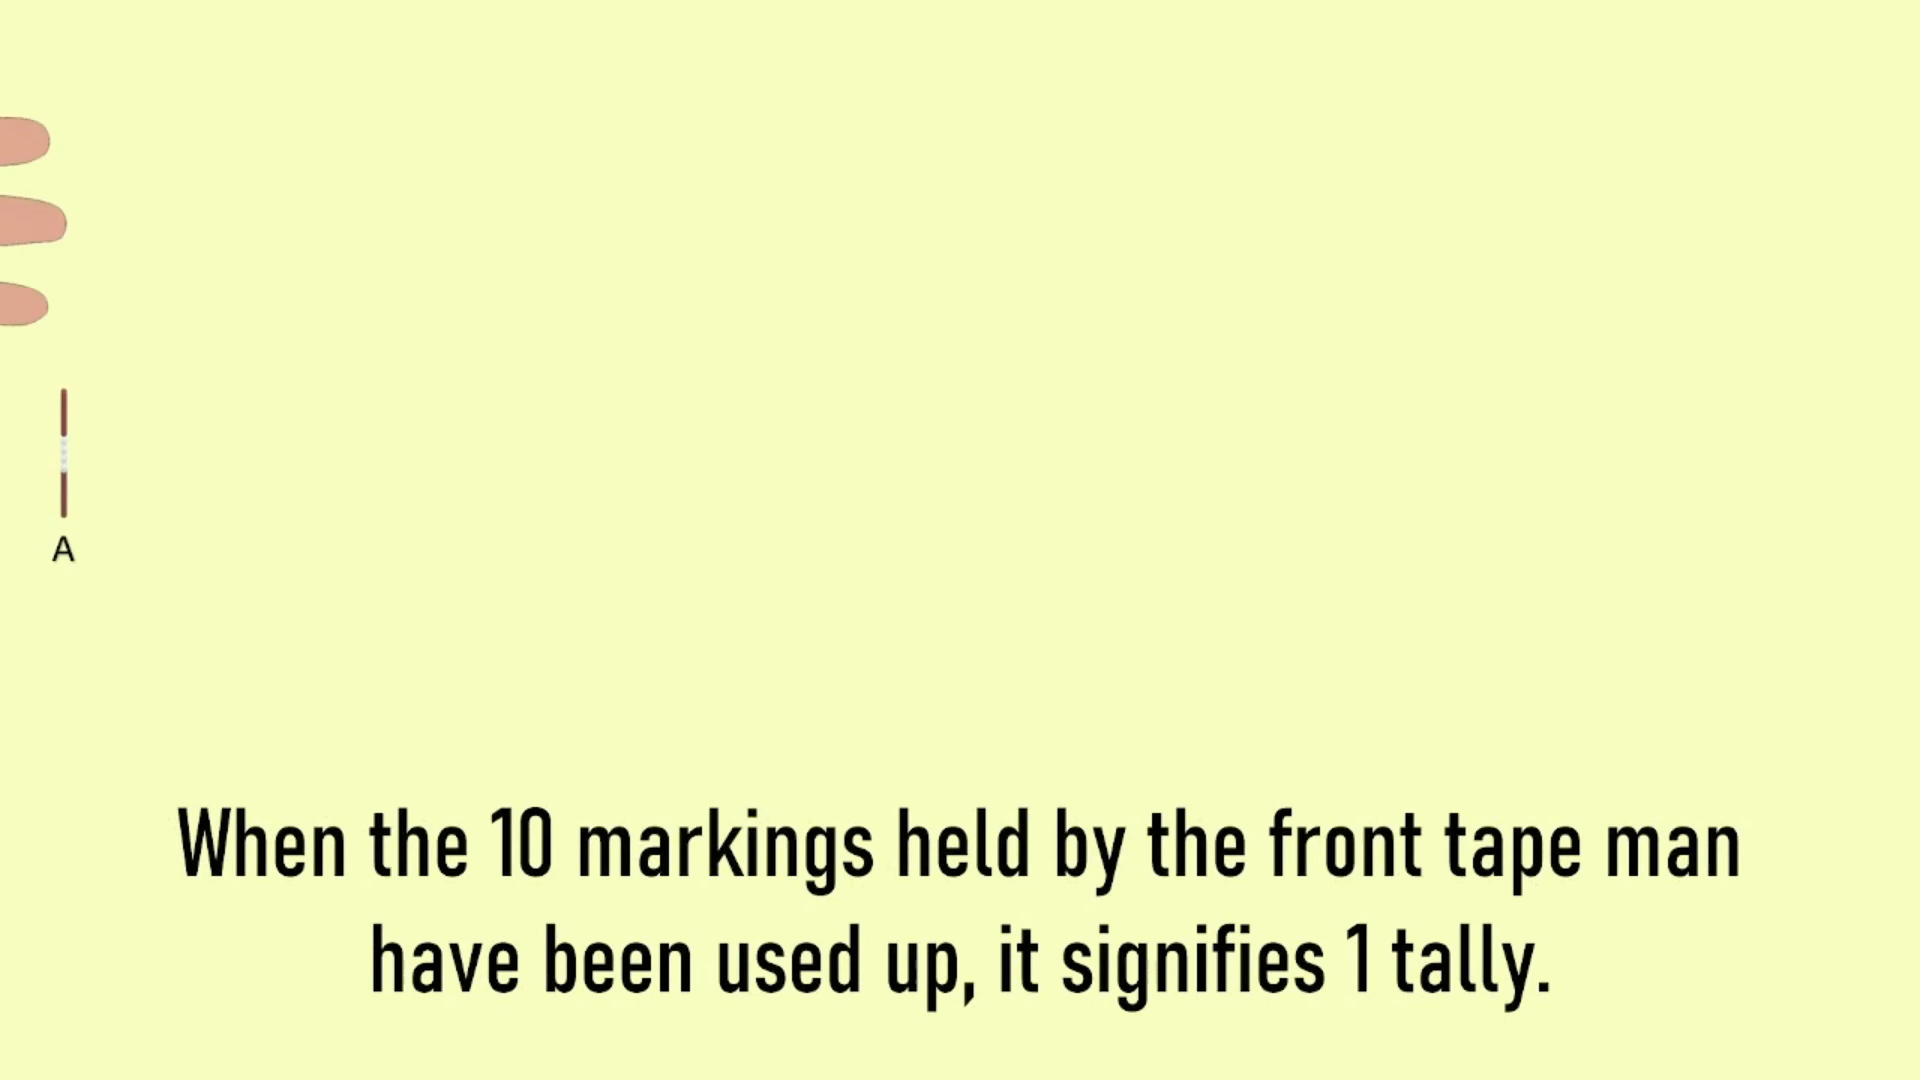 A
When the 10 markings held by the front tape man
have been used up, it signifies 1 tally.